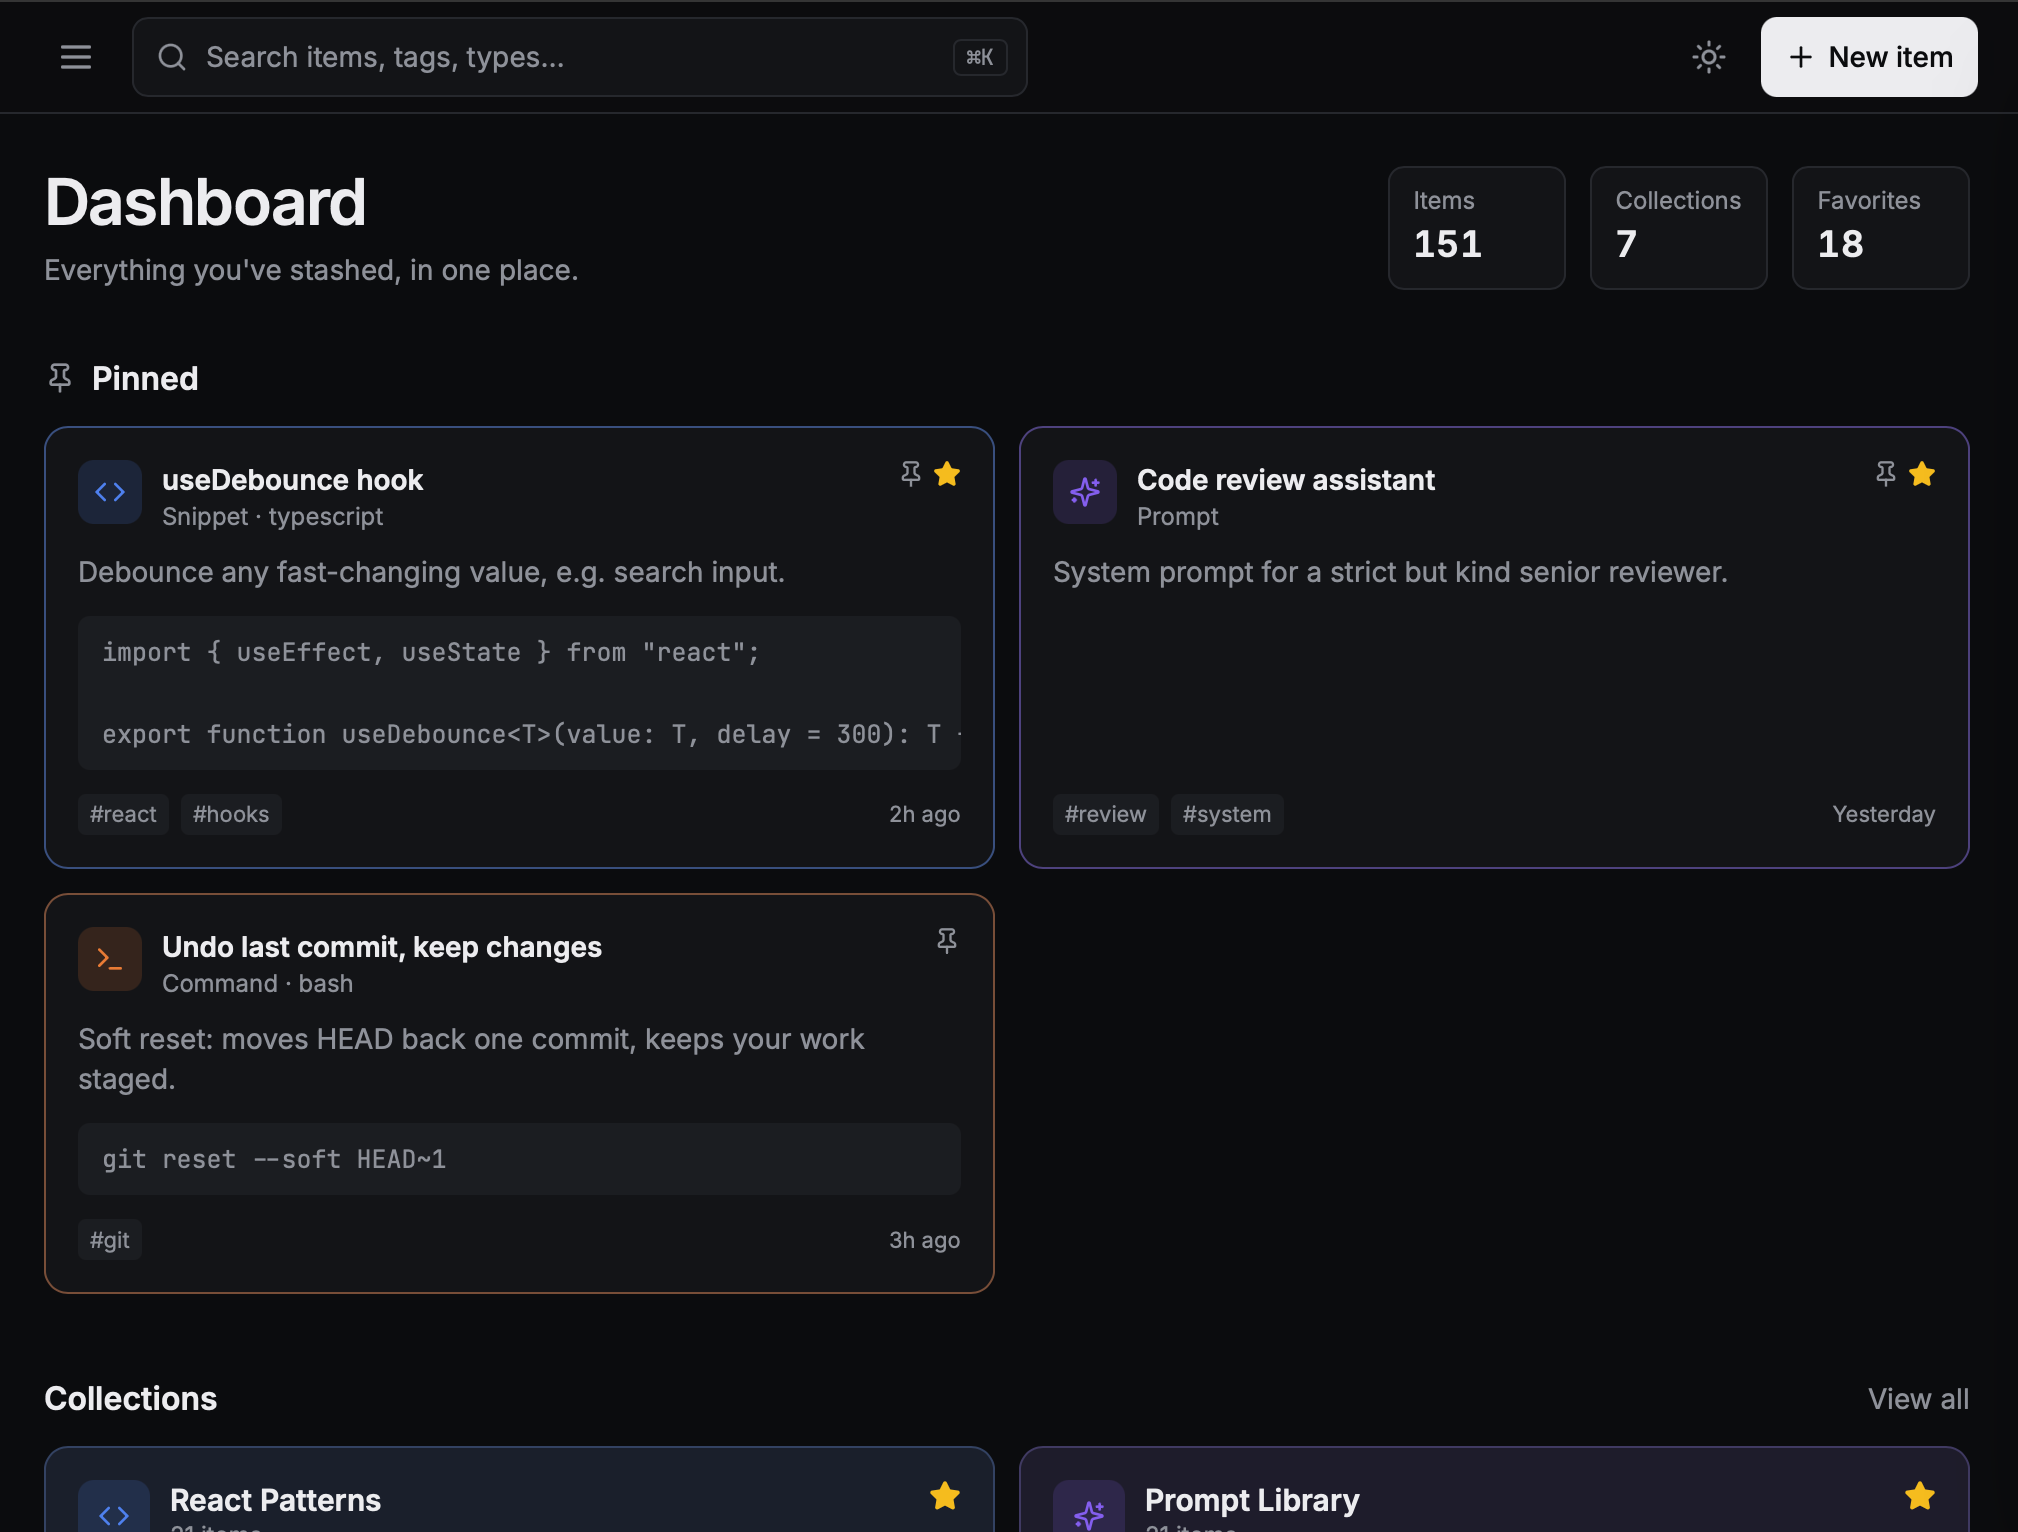 Search items, tags, types...
⌘K
New item
Dashboard
Everything you've stashed, in one place.
Items
151
Collections
7
Favorites
18
Pinned
useDebounce hook
Snippet · typescript
Debounce any fast-changing value, e.g. search input.
import { useEffect, useState } from "react";
export function useDebounce<T>(value: T, delay = 300): T
#react #hooks
2h ago
Code review assistant
Prompt
System prompt for a strict but kind senior reviewer.
#review #system
Yesterday
Undo last commit, keep changes
Command · bash
Soft reset: moves HEAD back one commit, keeps your work
staged.
git reset --soft HEAD~1
#git
3h ago
Collections
View all
React Patterns
Prompt Library